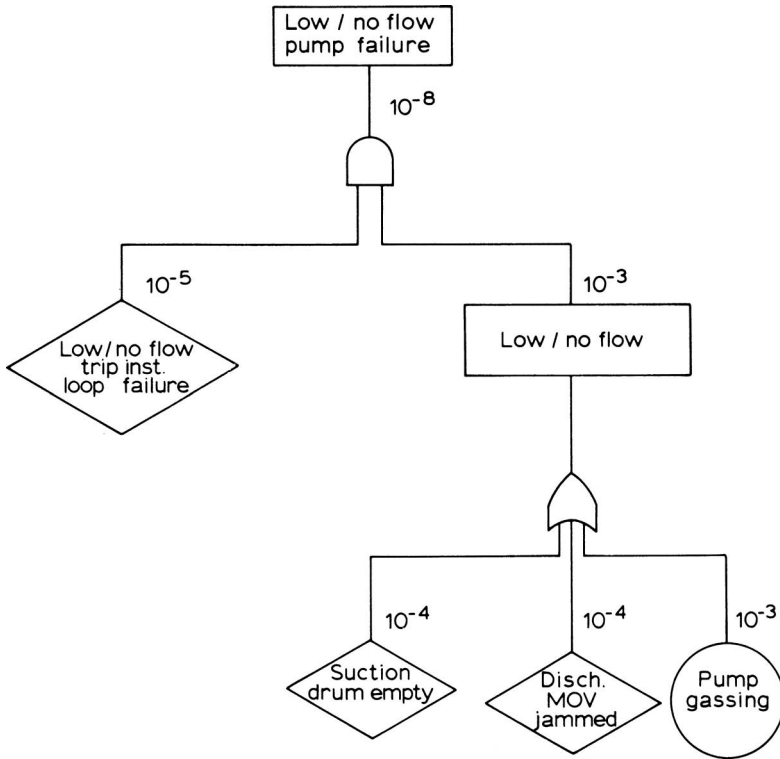 Low / no flow
pump failure
10⁻⁸
10⁻⁵
10⁻³
Low / no flow
trip inst.
loop failure
Low / no flow
10⁻⁴
10⁻⁴
10⁻³
Suction
drum empty
Disch.
MOV
jammed
Pump
gassing